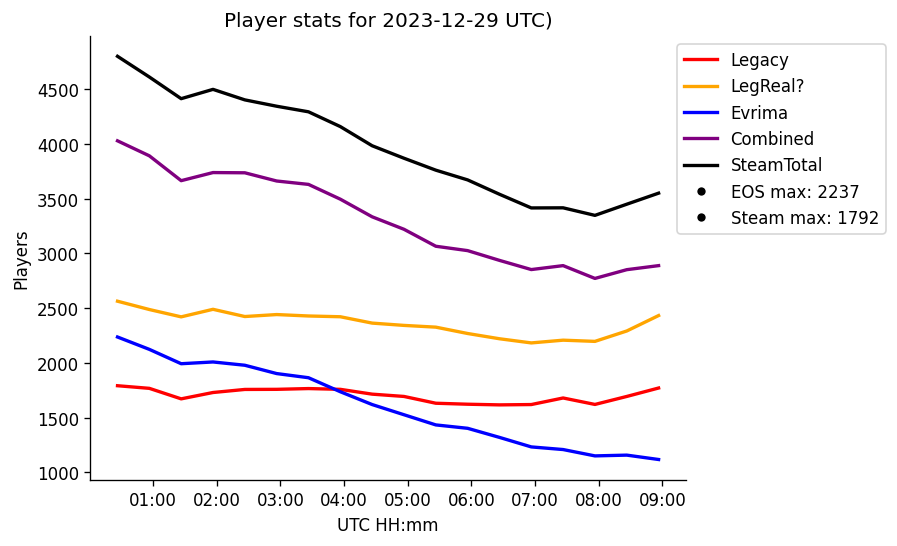 Player stats for 2023-12-29 UTC)
Legacy
LegReal?
Evrima
Combined
SteamTotal
EOS max: 2237
Steam max: 1792
Players
4500
4000
3500
3000
2500
2000
1500
1000
01:00 02:00 03:00 04:00 05:00 06:00 07:00 08:00 09:00
UTC HH:mm